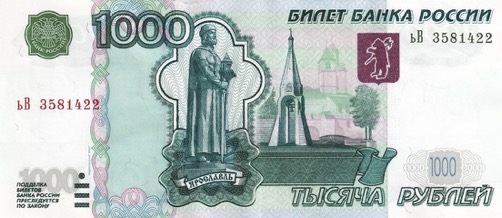 1000
БИЛЕТ БАНКА РОССИИ
ьВ 3581422
ьВ 3581422
ЯРОСЛАВЛЬ
1000
1000
ПОДДЕЛКА
БИЛЕТОВ
БАНКА РОССИИ
ПРЕСЛЕДУЕТСЯ
ПО ЗАКОНУ
ТЫСЯЧА РУБЛЕЙ